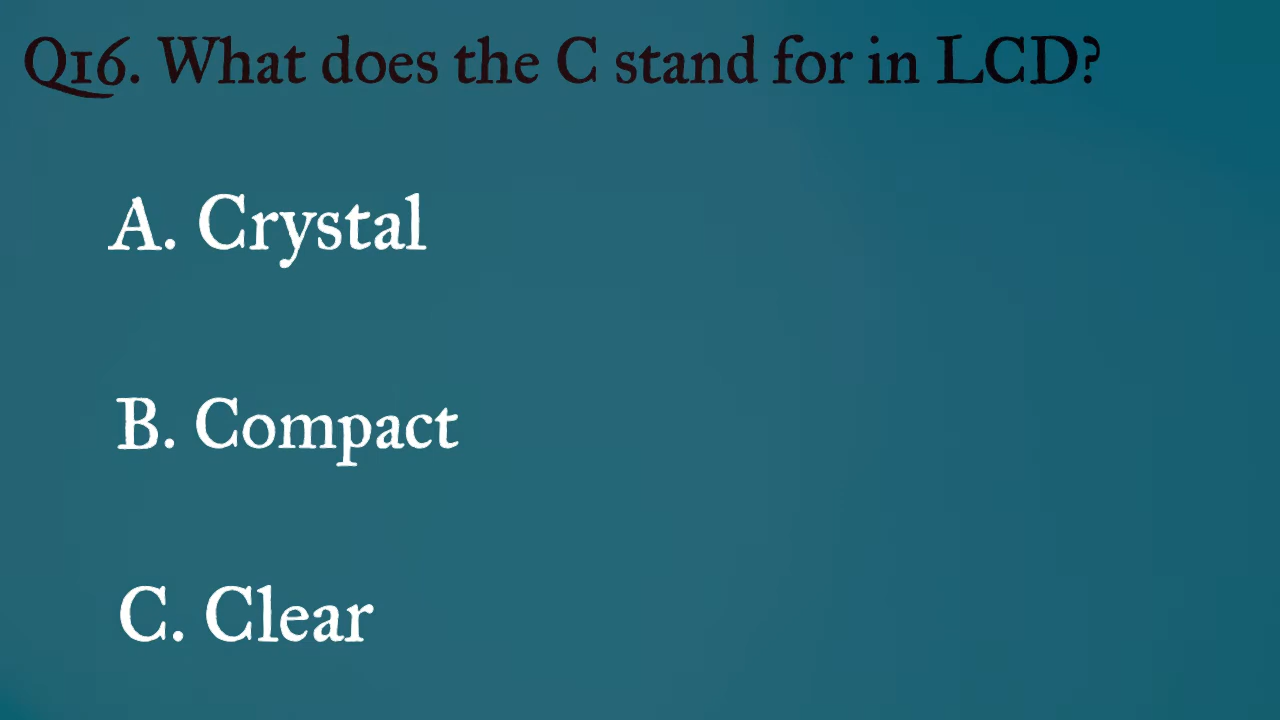 Q16. What does the C stand for in LCD?
A. Crystal
B. Compact
C. Clear